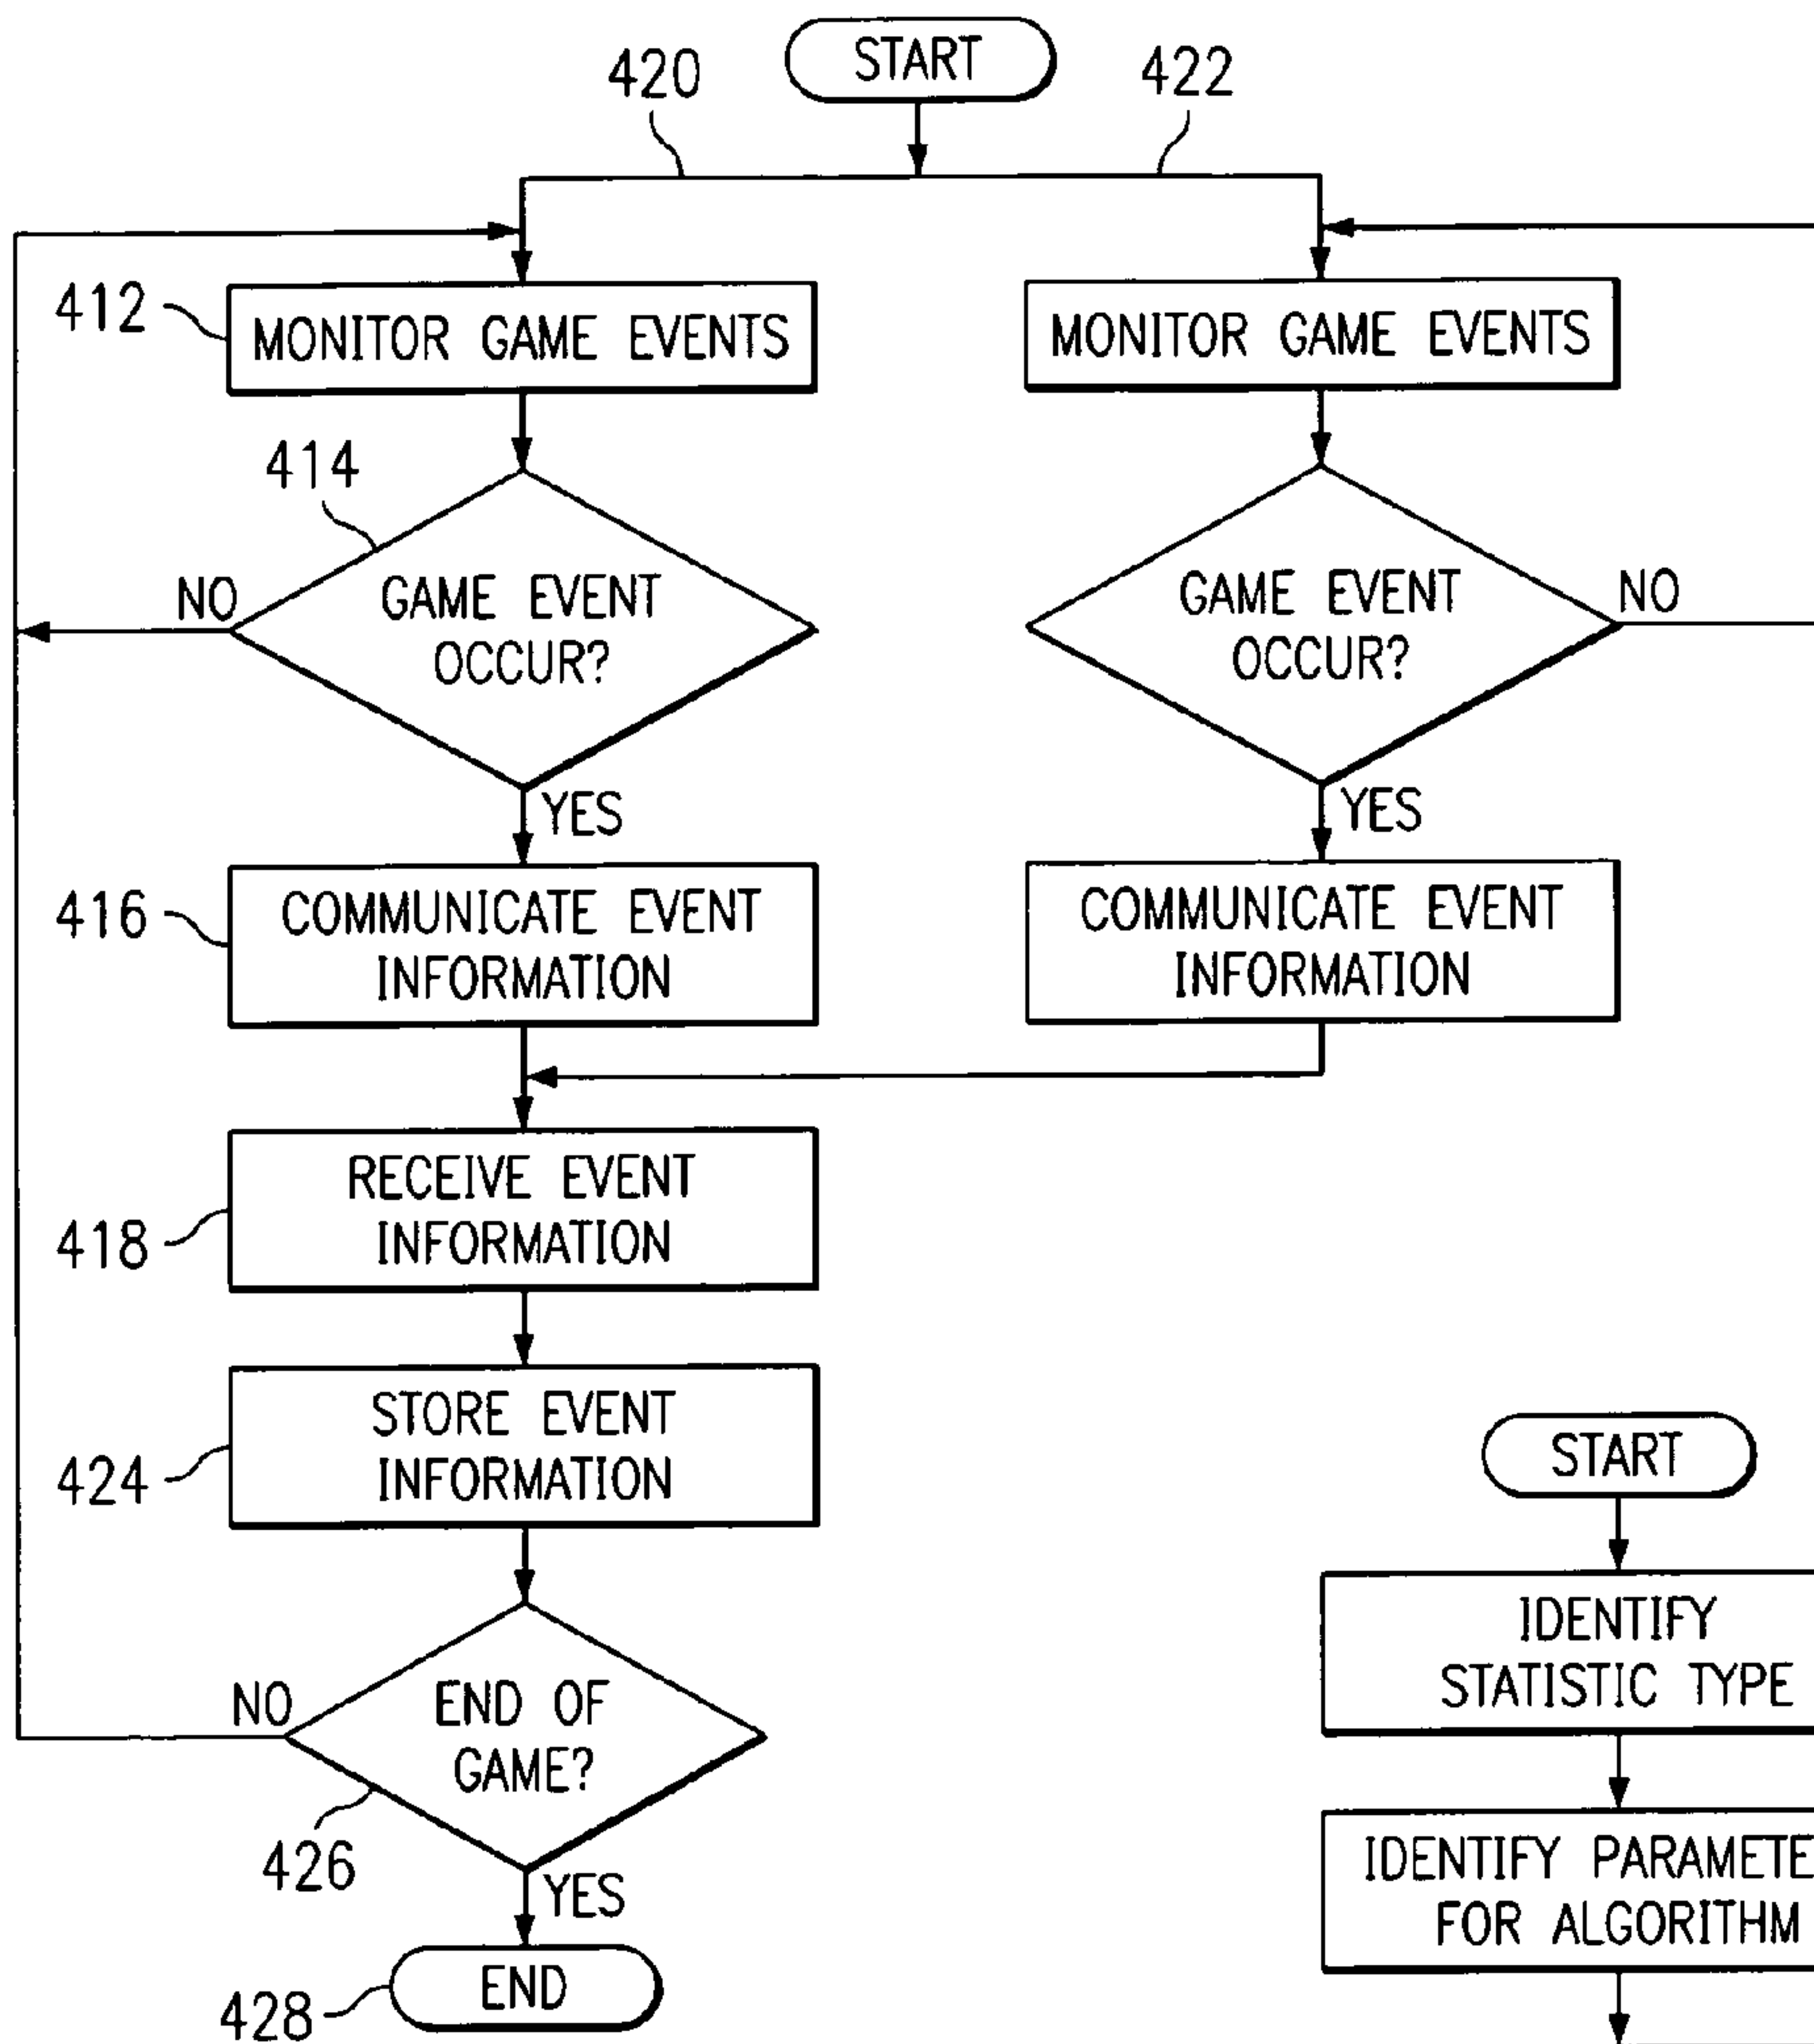 START
420
422
412
MONITOR GAME EVENTS
MONITOR GAME EVENTS
414
NO
GAME EVENT
OCCUR?
GAME EVENT
OCCUR?
NO
YES
YES
416
COMMUNICATE EVENT
INFORMATION
COMMUNICATE EVENT
INFORMATION
418
RECEIVE EVENT
INFORMATION
424
STORE EVENT
INFORMATION
NO
END OF
GAME?
426
YES
428
END
START
IDENTIFY
STATISTIC TYPE
IDENTIFY PARAMETE
FOR ALGORITHM